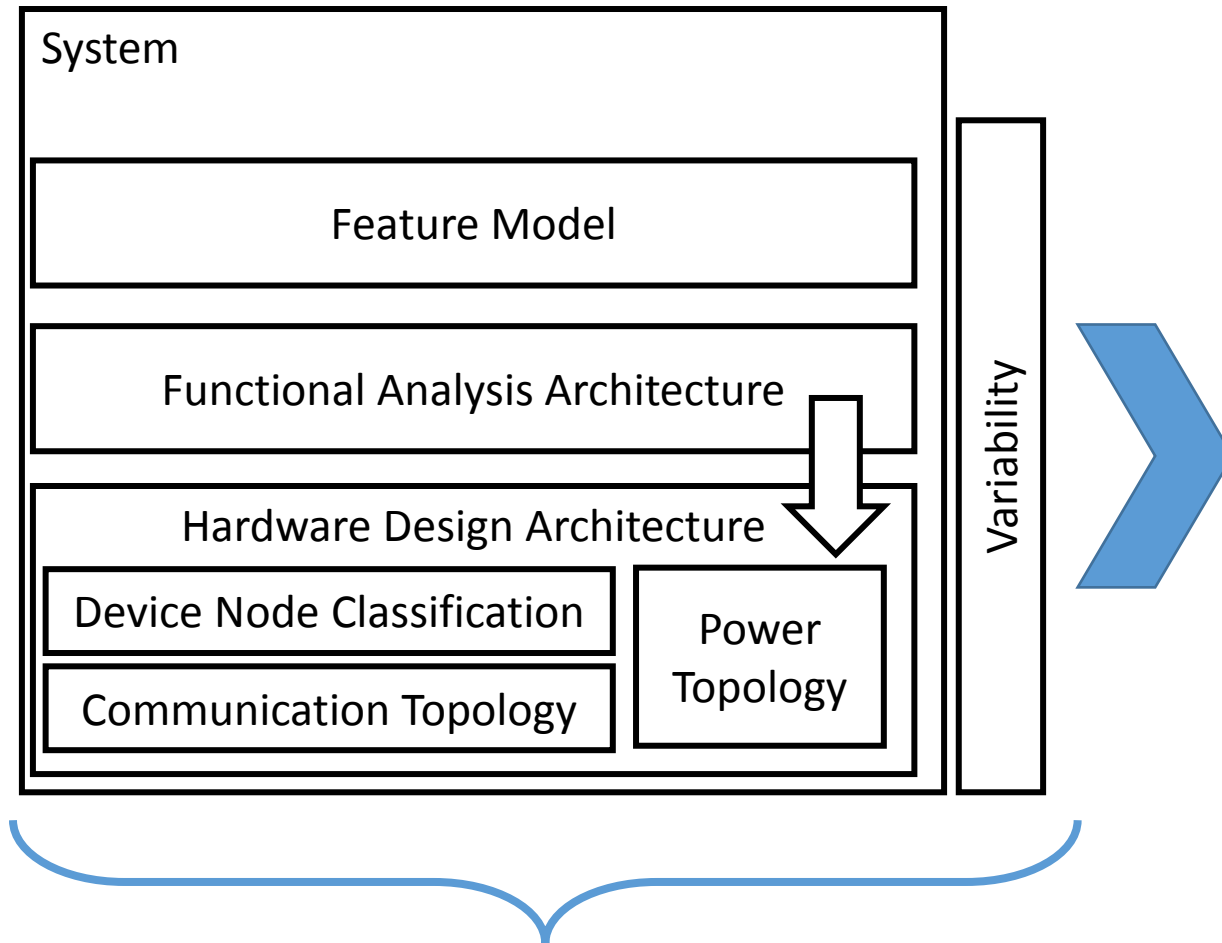 System
Feature Model
Functional Analysis Architecture
Hardware Design Architecture
Device Node Classification
Communication Topology
Power
Topology
Variability